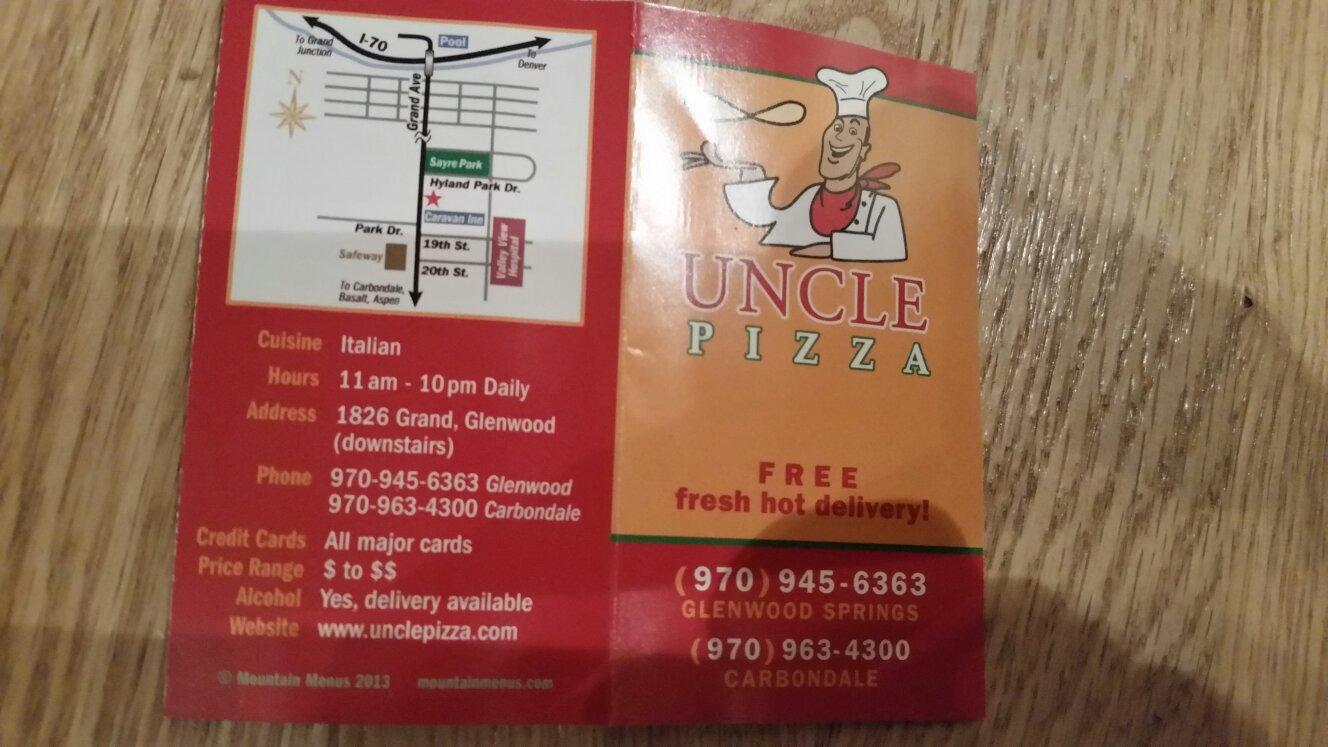 To Grand
Junction
I-70
Pool
To
Denver
N
Grand Ave
Sayre Park
Hyland Park Dr.
Caravan Inn
Park Dr.
19th St.
Safeway
Valley View
Hospital
20th St.
To Carbondale,
Basalt, Aspen
Cuisine Italian
Hours 11 am - 10 pm Daily
Address 1826 Grand, Glenwood
(downstairs)
Phone 970-945-6363 Glenwood
970-963-4300 Carbondale
Credit Cards All major cards
Price Range $ to $$
Alcohol Yes, delivery available
Website www.unclepizza.com
© Mountain Menus 2013 mountainmenus.com
UNCLE
PIZZA
FREE
fresh hot delivery!
(970) 945-6363
GLENWOOD SPRINGS
(970) 963-4300
CARBONDALE